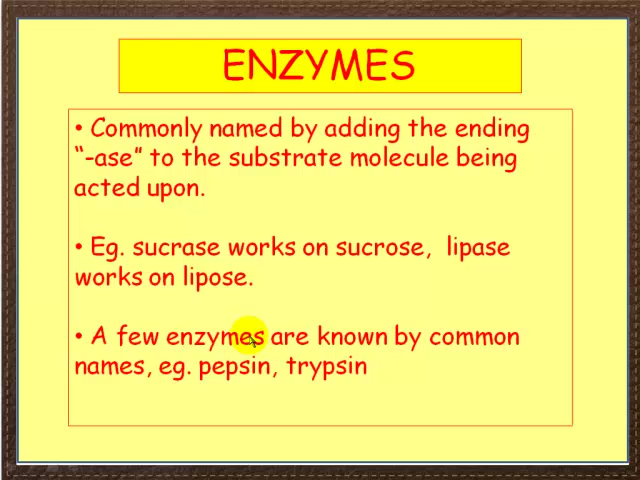 ENZYMES
• Commonly named by adding the ending
“-ase” to the substrate molecule being
acted upon.
• Eg. sucrase works on sucrose, lipase
works on lipose.
• A few enzymes are known by common
names, eg. pepsin, trypsin